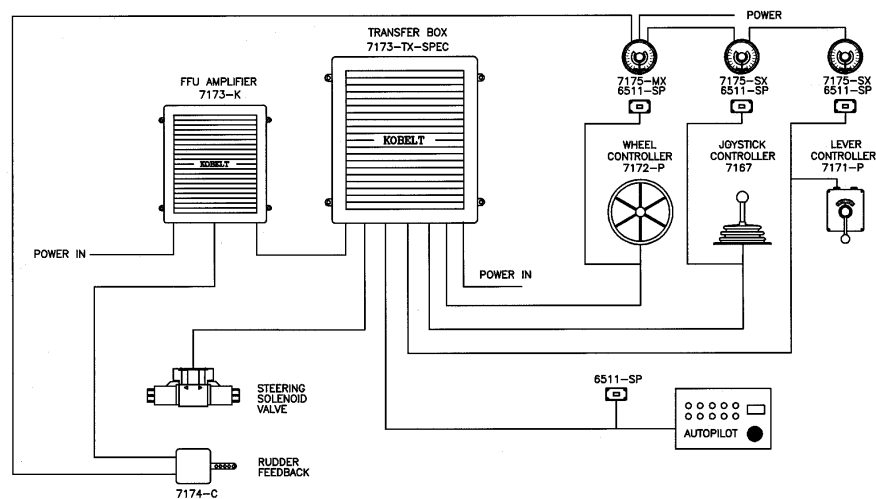 POWER
TRANSFER BOX
7173-TX-SPEC
FFU AMPLIFIER
7173-K
7175-MX
6511-SP
7175-SX
6511-SP
7175-SX
6511-SP
KOBELT
KOBELT
WHEEL
CONTROLLER
7172-P
JOYSTICK
CONTROLLER
7167
LEVER
CONTROLLER
7171-P
POWER IN
POWER IN
6511-SP
STEERING
SOLENOID
VALVE
AUTOPILOT
RUDDER
FEEDBACK
7174-C